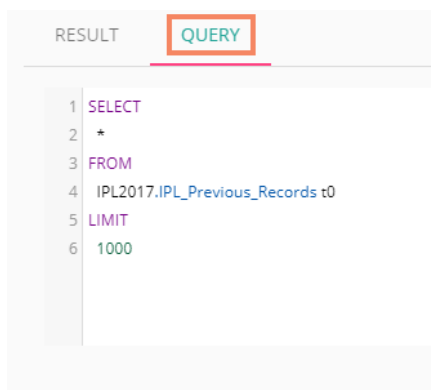 RESULT QUERY
1 SELECT
2 *
3 FROM
4 IPL2017.IPL_Previous_Records t0
5 LIMIT
6 1000